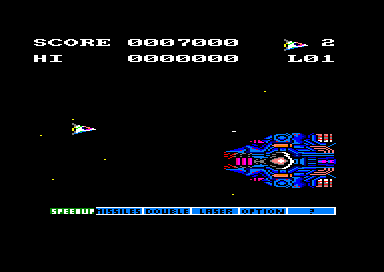 SCORE 0007000 2
HI 0000000 L01
SPEEDUP MISSILES DOUBLE LASER OPTION ?